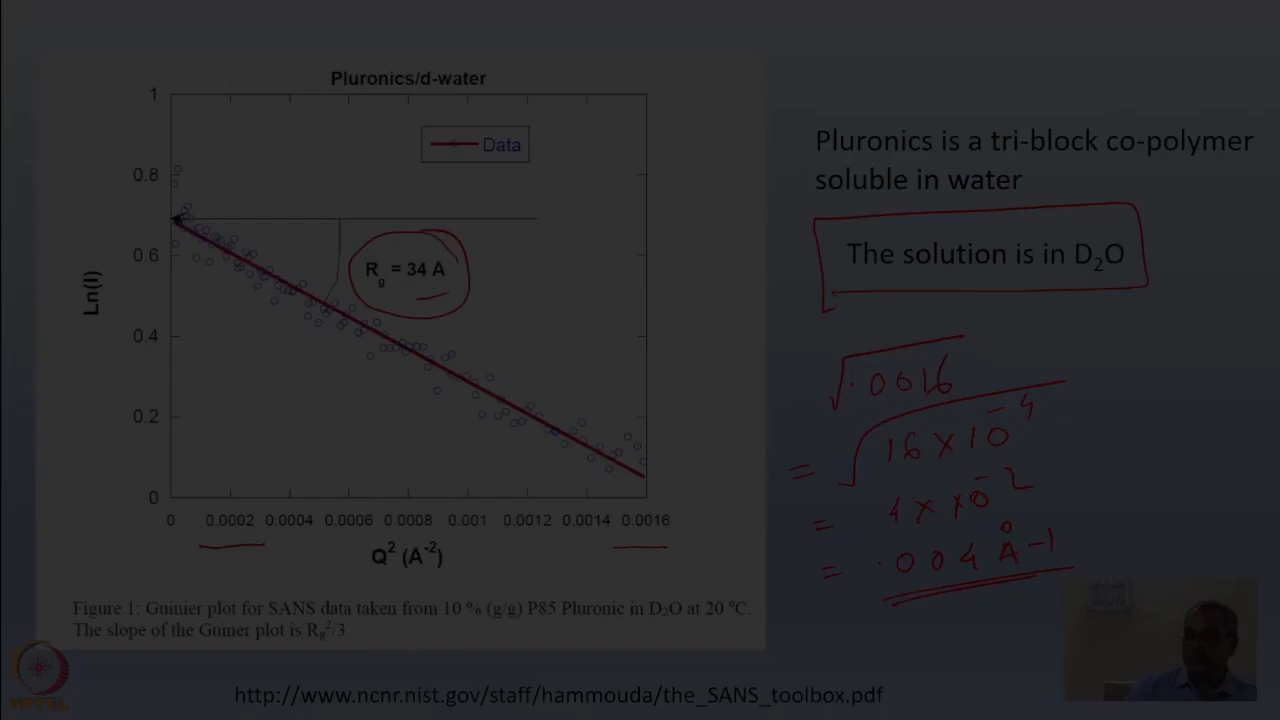 Pluronics/d-water
1
0.8
0.6
0.4
0.2
0
Ln(I)
Data
Rg = 34 A
0 0.0002 0.0004 0.0006 0.0008 0.001 0.0012 0.0014 0.0016
Q² (A⁻²)
Figure 1: Guinier plot for SANS data taken from 10 % (g/g) P85 Pluronic in D₂O at 20 °C.
The slope of the Guiner plot is Rg²/3
Pluronics is a tri-block co-polymer
soluble in water
The solution is in D₂O
√.0016
= √16 × 10⁻⁴
= 4 × 10⁻²
= .004 Å-1
http://www.ncnr.nist.gov/staff/hammouda/the_SANS_toolbox.pdf
NPTEL